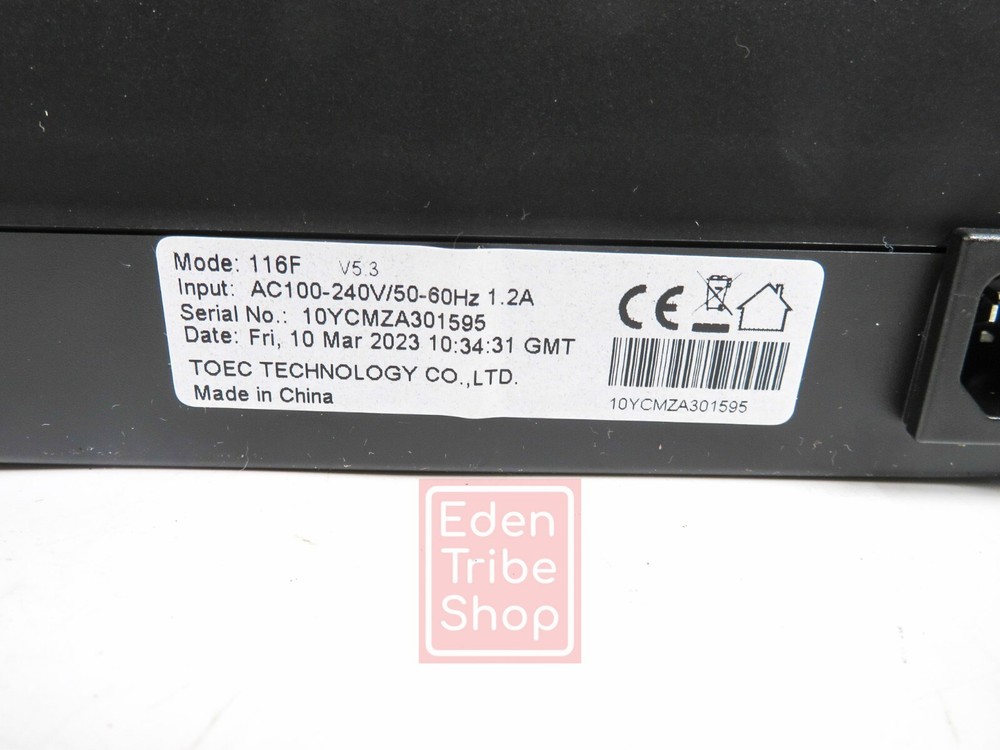 Mode: 116F V5.3
Input: AC100-240V/50-60Hz 1.2A
Serial No.: 10YCMZA301595
Date: Fri, 10 Mar 2023 10:34:31 GMT
TOEC TECHNOLOGY CO.,LTD.
Made in China
CE
10YCMZA301595
Eden
Tribe
Shop